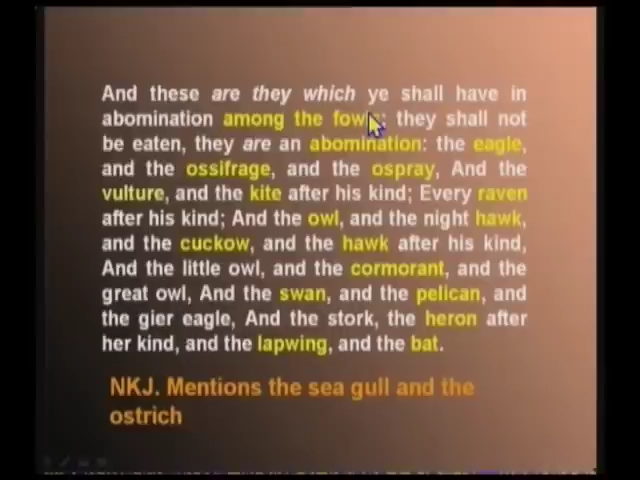 And these are they which ye shall have in
abomination among the fowls; they shall not
be eaten, they are an abomination: the eagle,
and the ossifrage, and the ospray, And the
vulture, and the kite after his kind; Every raven
after his kind; And the owl, and the night hawk,
and the cuckow, and the hawk after his kind,
And the little owl, and the cormorant, and the
great owl, And the swan, and the pelican, and
the gier eagle, And the stork, the heron after
her kind, and the lapwing, and the bat.
NKJ. Mentions the sea gull and the
ostrich